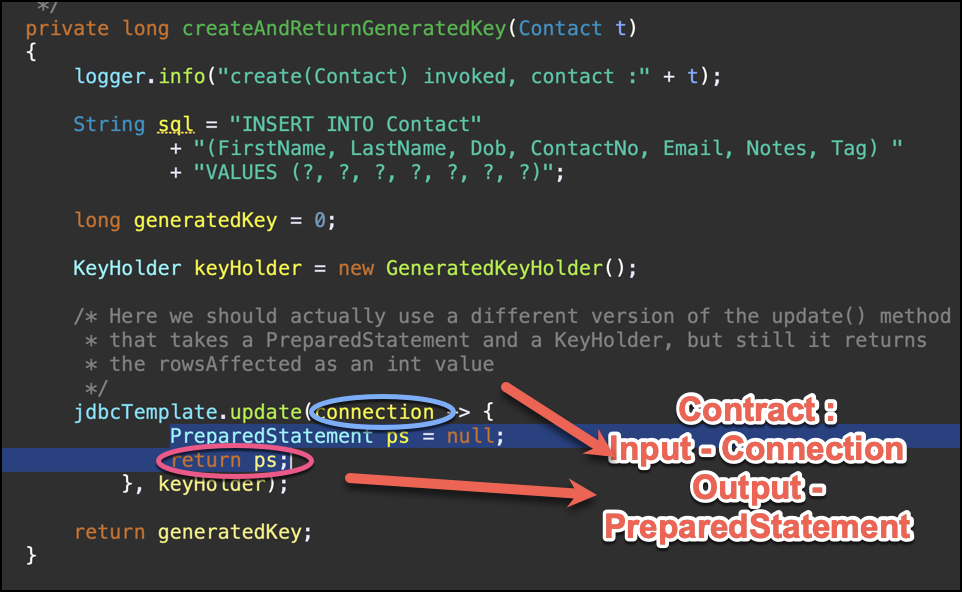 */
private long createAndReturnGeneratedKey(Contact t)
{
logger.info("create(Contact) invoked, contact :" + t);
String sql = "INSERT INTO Contact"
+ "(FirstName, LastName, Dob, ContactNo, Email, Notes, Tag) "
+ "VALUES (?, ?, ?, ?, ?, ?, ?)";
long generatedKey = 0;
KeyHolder keyHolder = new GeneratedKeyHolder();
/* Here we should actually use a different version of the update() method
* that takes a PreparedStatement and a KeyHolder, but still it returns
* the rowsAffected as an int value
*/
jdbcTemplate.update(connection -> {
PreparedStatement ps = null;
return ps;
}, keyHolder);
return generatedKey;
}
Contract :
Input - Connection
Output -
PreparedStatement